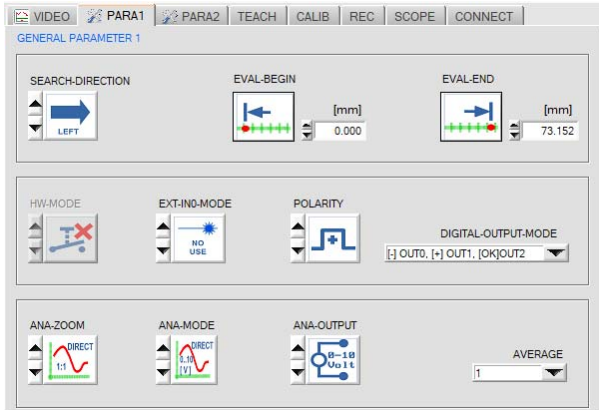 VIDEO PARA1 PARA2 TEACH CALIB REC SCOPE CONNECT
GENERAL PARAMETER 1
SEARCH-DIRECTION EVAL-BEGIN EVAL-END
LEFT
[mm] [mm]
0.000 73.152
HW-MODE EXT-IN0-MODE POLARITY
NO
USE
DIGITAL-OUTPUT-MODE
[-] OUT0, [+] OUT1, [OK]OUT2
ANA-ZOOM ANA-MODE ANA-OUTPUT
DIRECT DIRECT
1:1 0..10 0-10
[V] Volt
AVERAGE
1